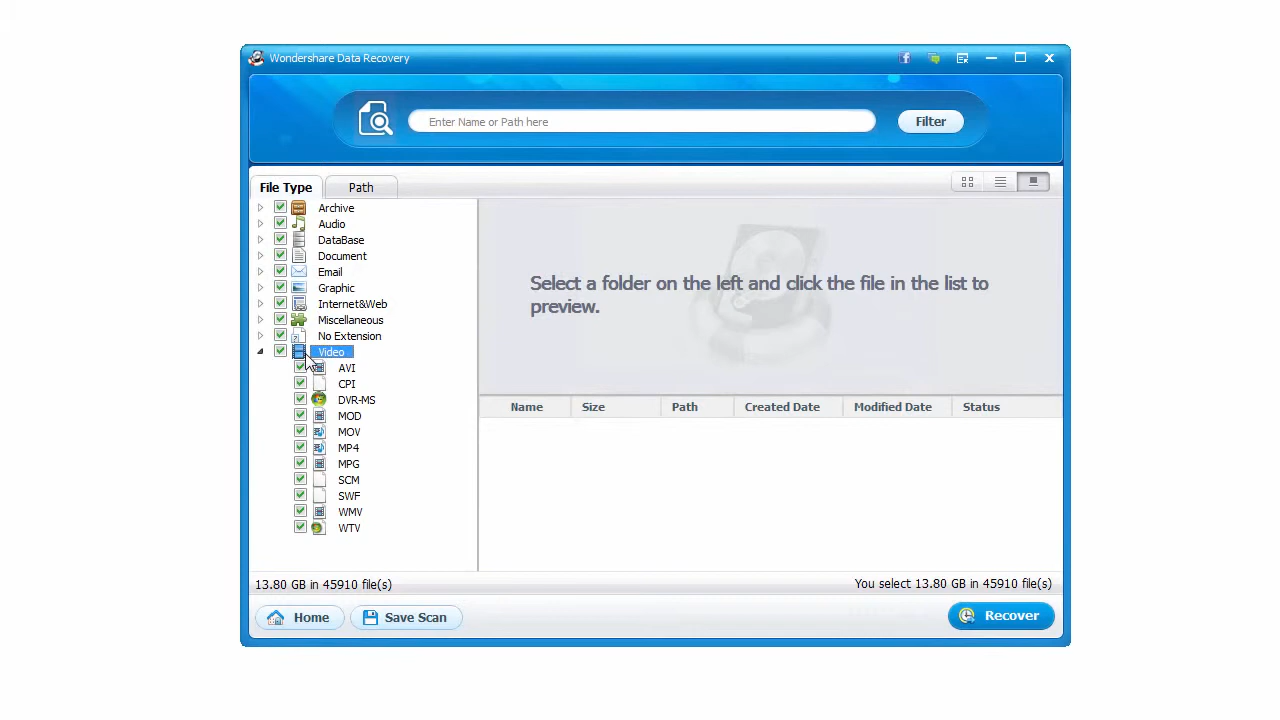 Wondershare Data Recovery
Enter Name or Path here
Filter
File Type
Path
Archive
Audio
DataBase
Document
Email
Graphic
Internet&Web
Miscellaneous
No Extension
Video
AVI
CPI
DVR-MS
MOD
MOV
MP4
MPG
SCM
SWF
WMV
WTV
Select a folder on the left and click the file in the list to
preview.
Name Size Path Created Date Modified Date Status
13.80 GB in 45910 file(s)
You select 13.80 GB in 45910 file(s)
Home
Save Scan
Recover